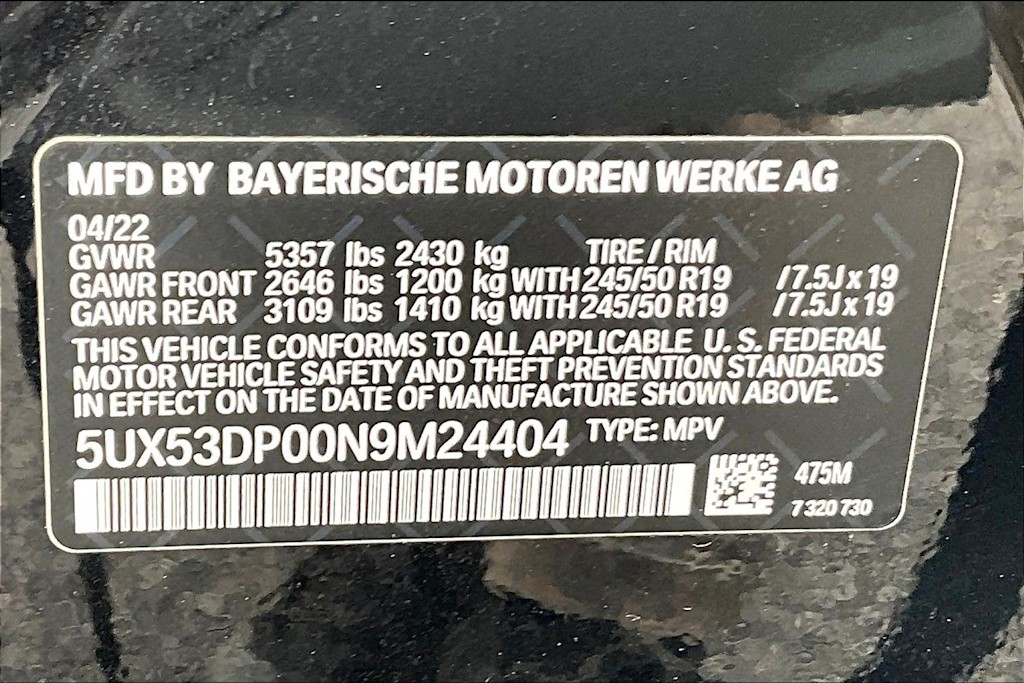 MFD BY BAYERISCHE MOTOREN WERKE AG
04/22
GVWR 5357 lbs 2430 kg TIRE / RIM
GAWR FRONT 2646 lbs 1200 kg WITH 245/50 R19 /7.5J x 19
GAWR REAR 3109 lbs 1410 kg WITH 245/50 R19 /7.5J x 19
THIS VEHICLE CONFORMS TO ALL APPLICABLE U. S. FEDERAL
MOTOR VEHICLE SAFETY AND THEFT PREVENTION STANDARDS
IN EFFECT ON THE DATE OF MANUFACTURE SHOWN ABOVE.
5UX53DP00N9M24404 TYPE: MPV
475M
7 320 730